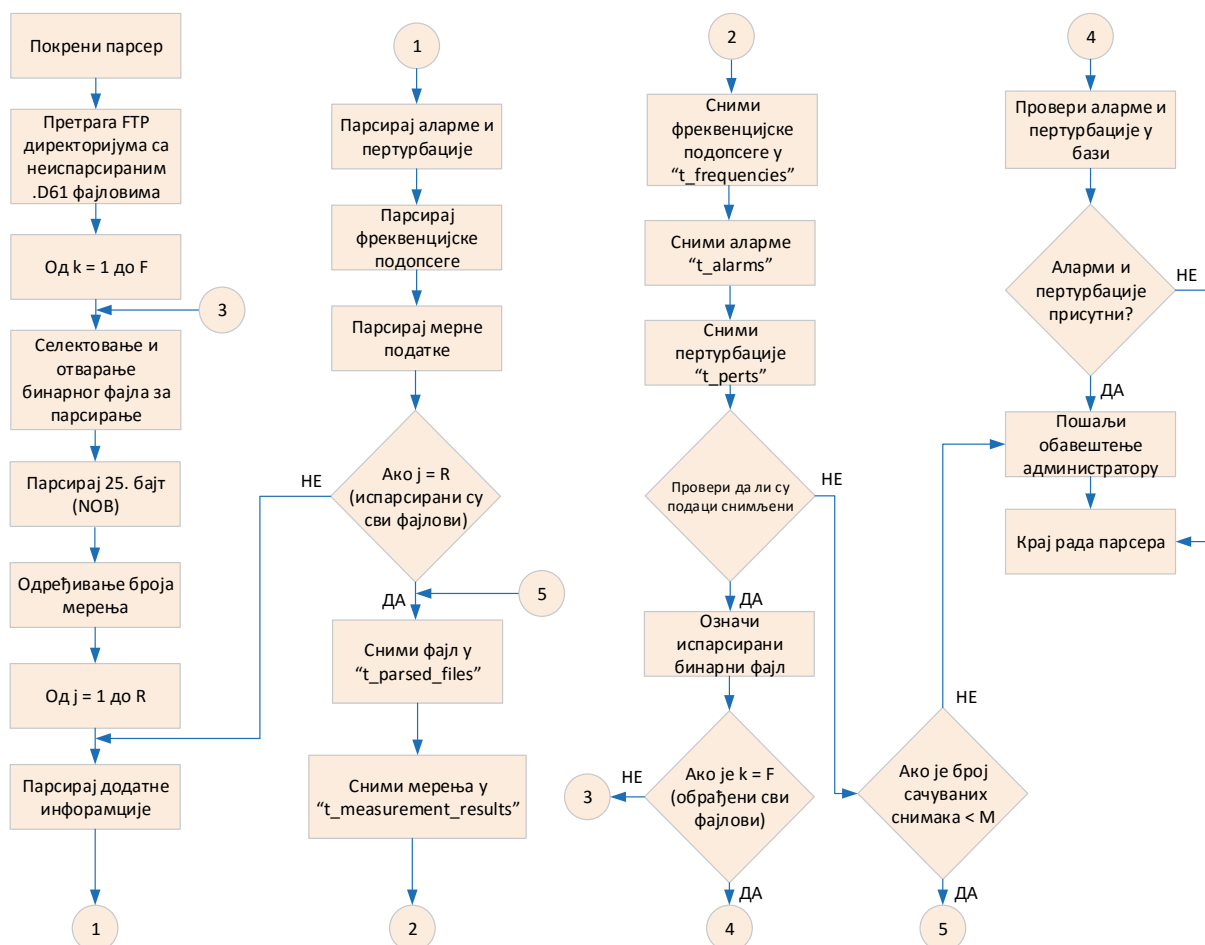 Покрени парсер
Претрага FTP
директоријума са
неиспарсираним
.D61 фајловима
Од k = 1 до F
3
Селектовање и
отварање
бинарног фајла за
парсирање
Парсирај 25. бајт
(NOB)
Одређивање броја
мерења
Од ј = 1 до R
Парсирај додатне
инфорамције
1
1
Парсирај аларме и
пертурбације
Парсирај
фреквенцијске
подопсеге
Парсирај мерне
податке
Ако ј = R
(испарсирани су
сви фајлови)
НЕ
ДА
5
Сними фајл у
“t_parsed_files”
Сними мерења у
“t_measurement_results”
2
2
Сними
фреквенцијске
подопсеге у
“t_frequencies”
Сними аларме
“t_alarms”
Сними
пертурбације
“t_perts”
Провери да ли су
подаци снимљени
НЕ
ДА
Означи
испарсирани
бинарни фајл
Ако је k = F
(обрађени сви
фајлови)
НЕ
3
ДА
4
4
Провери аларме и
пертурбације у
бази
Аларми и
пертурбације
присутни?
НЕ
ДА
Пошаљи
обавештење
администратору
Крај рада парсера
НЕ
Ако је број
сачуваних
снимака < М
ДА
5